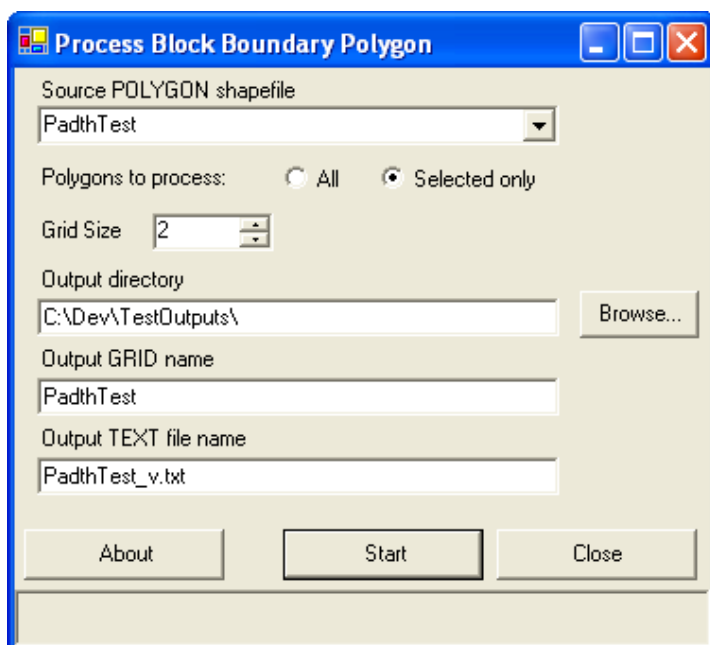 Process Block Boundary Polygon
Source POLYGON shapefile
PadthTest
Polygons to process: All Selected only
Grid Size 2
Output directory
C:\Dev\TestOutputs\ Browse...
Output GRID name
PadthTest
Output TEXT file name
PadthTest_v.txt
About Start Close